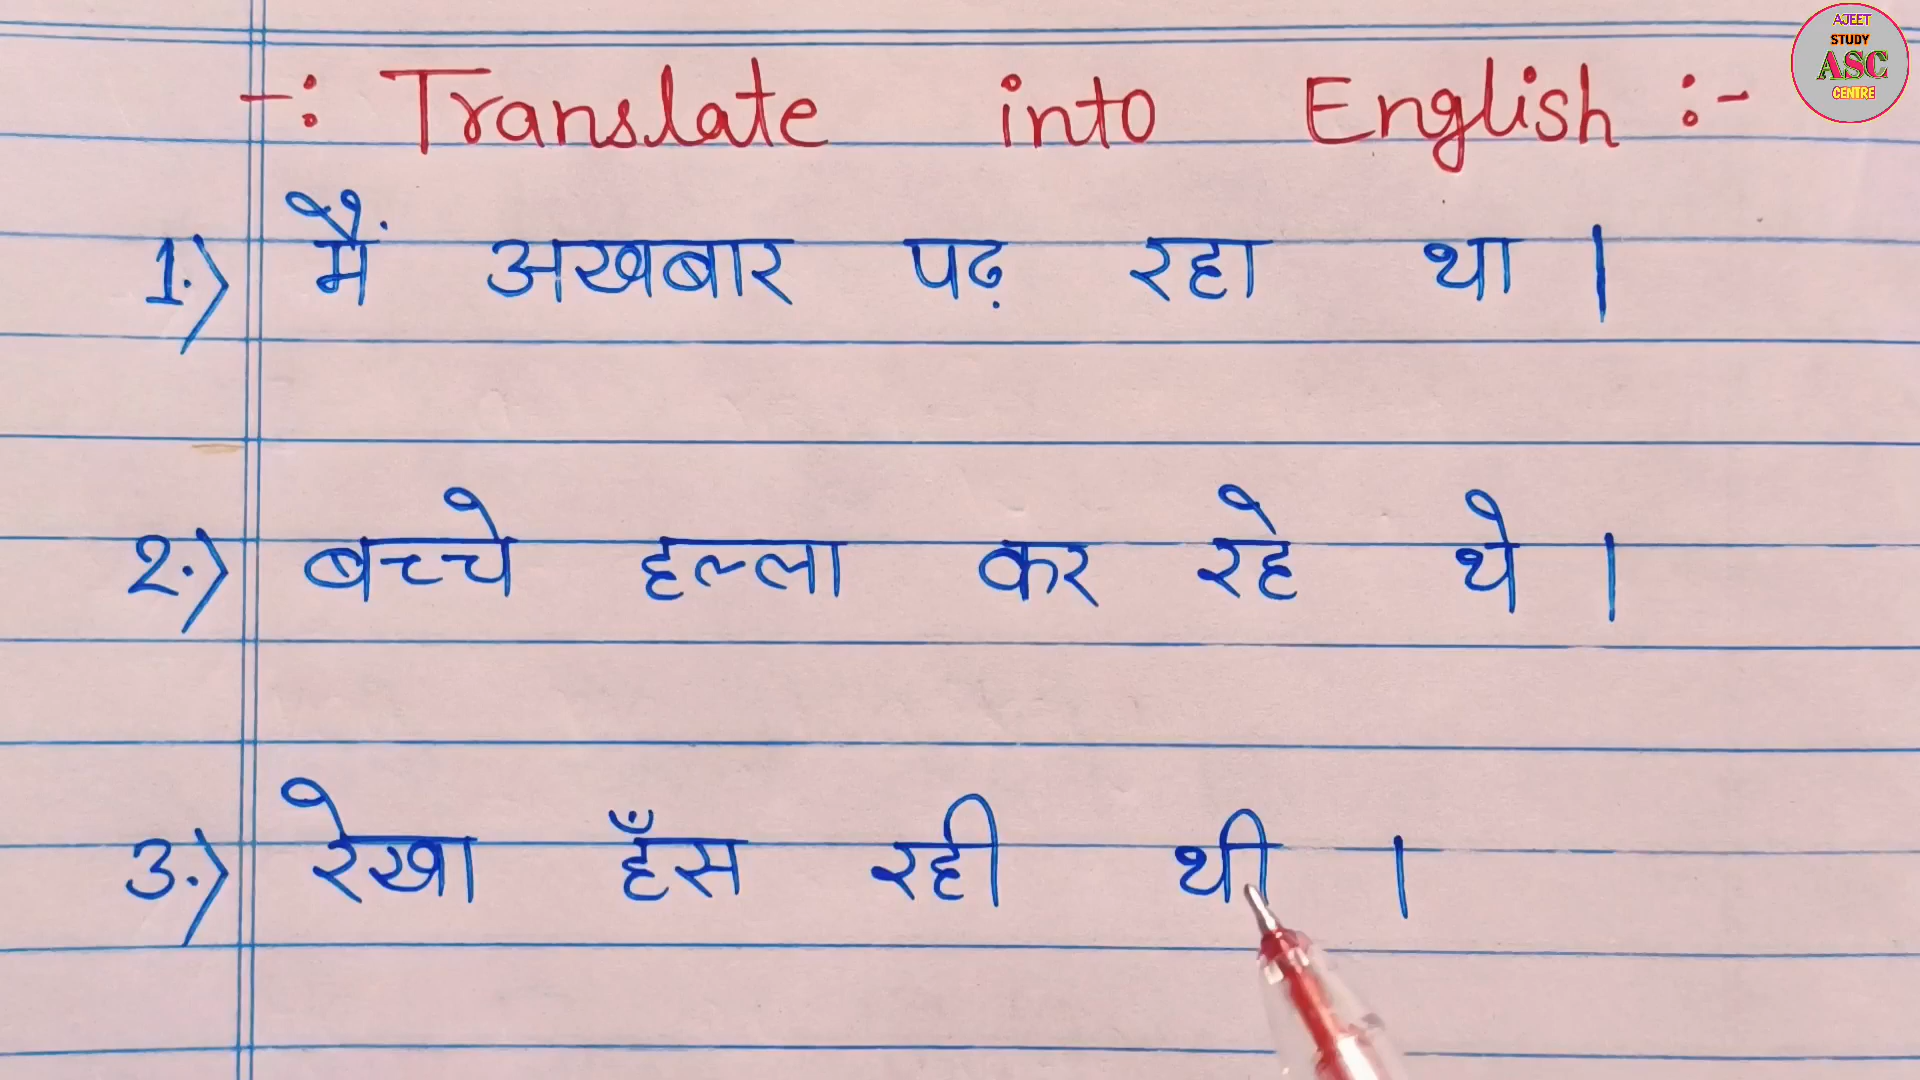 AJEET
STUDY
ASC
CENTRE
-: Translate into English :-
1.) मैं अखबार पढ़ रहा था ।
2.) बच्चे हल्ला कर रहे थे ।
3.) रेखा हँस रही थी ।